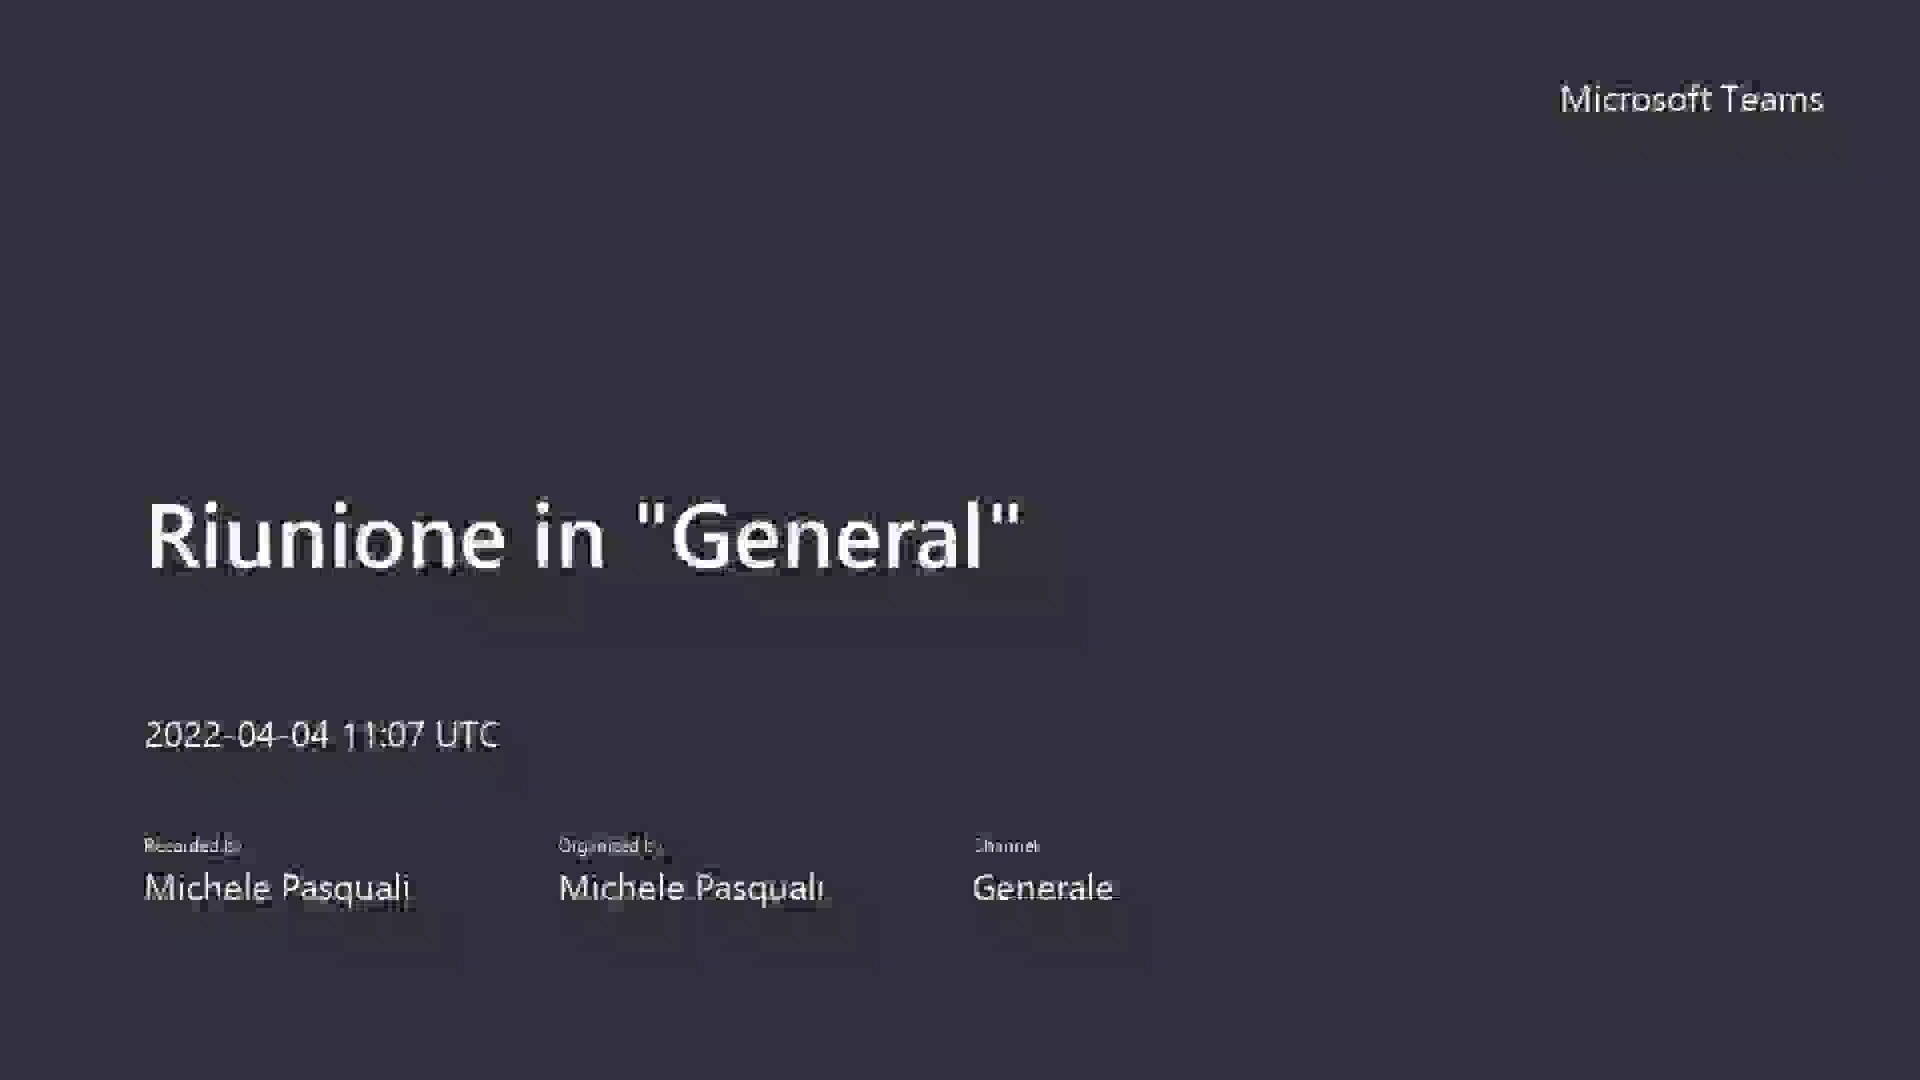 Microsoft Teams
Riunione in "General"
2022-04-04 11:07 UTC
Recorded by Organized by Channel
Michele Pasquali Michele Pasquali Generale